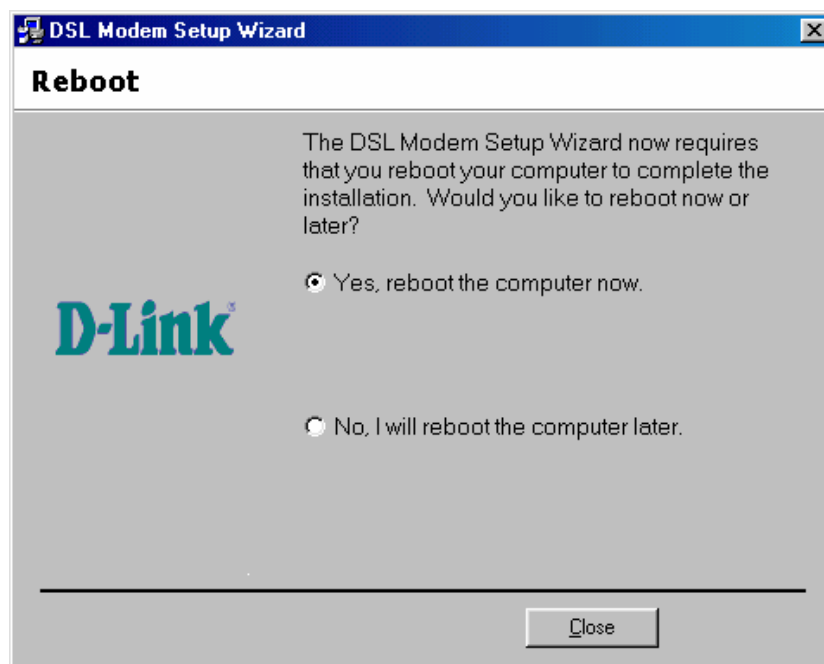 DSL Modem Setup Wizard
Reboot
The DSL Modem Setup Wizard now requires
that you reboot your computer to complete the
installation. Would you like to reboot now or
later?
Yes, reboot the computer now.
D-Link®
No, I will reboot the computer later.
Close